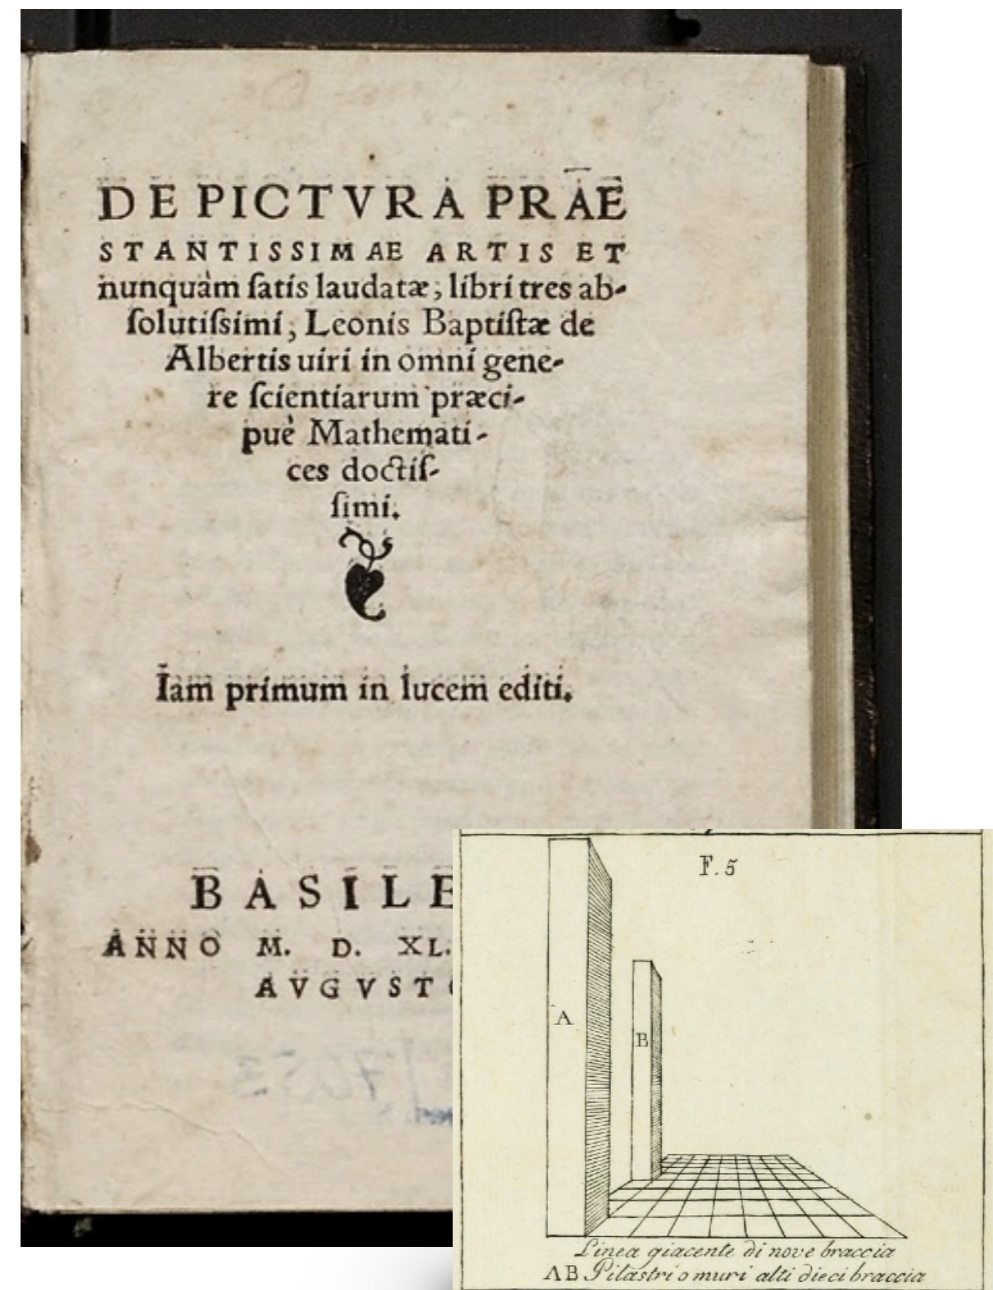 DE PICTVRA PRAE
STANTISSIMAE ARTIS ET
nunquàm ſatis laudatæ, libri tres ab-
ſolutiſsimi, Leonis Baptiſtæ de
Albertis uiri in omni gene-
re ſcientiarum præci-
puè Mathemati-
ces doctiſ-
ſimi.
Iam primum in lucem editi.
BASILE
ANNO M. D. XL.
AVGVST
F. 5
A
B
Linea giacente di nove braccia
AB Pilastri o muri alti dieci braccia